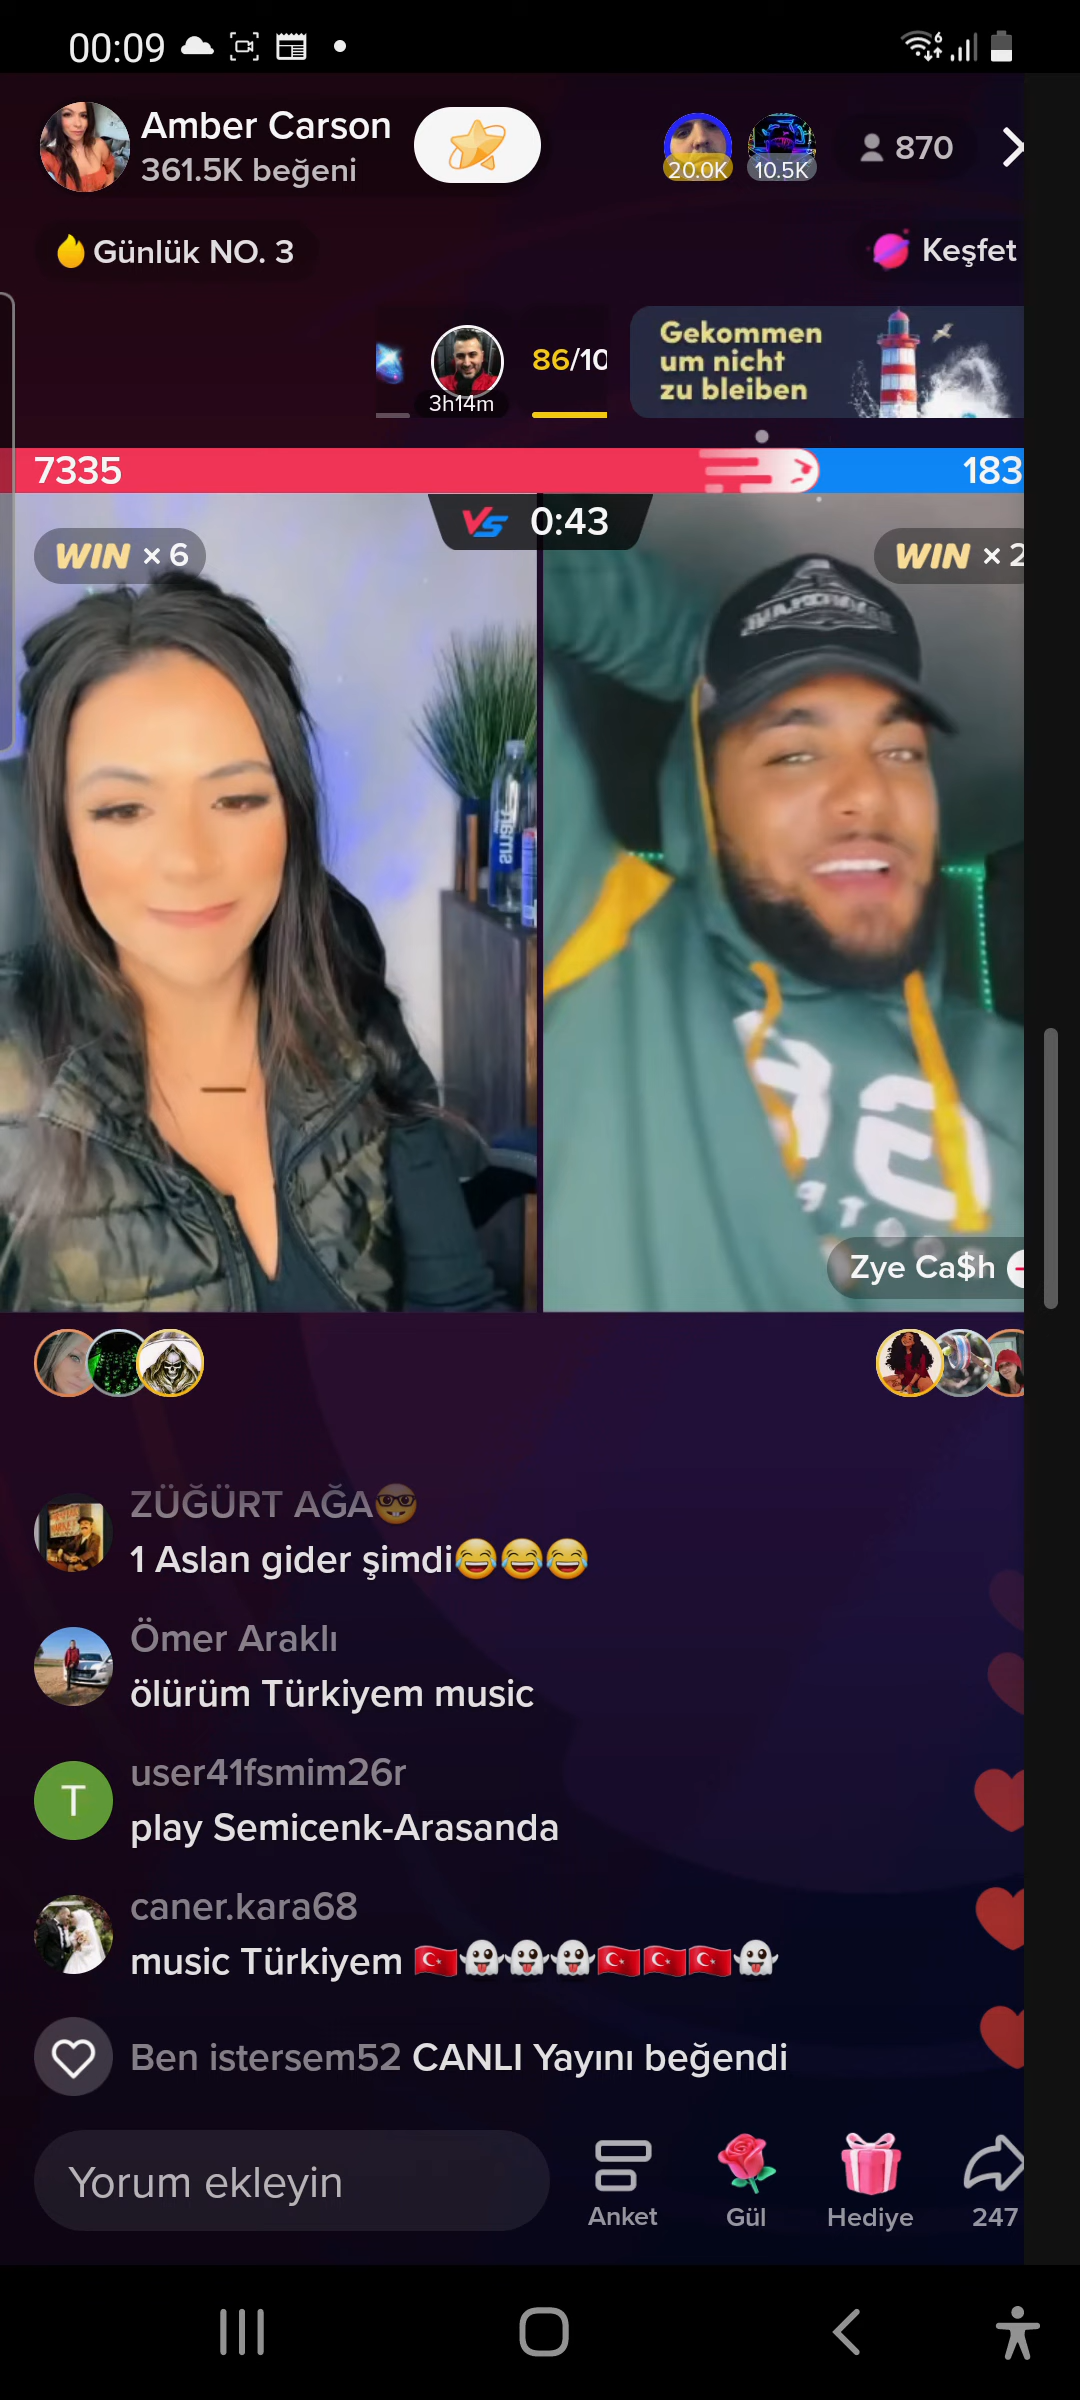 00:09
Amber Carson
361.5K beğeni
20.0K
10.5K
870
Günlük NO. 3
Keşfet
3h14m
86/10
Gekommen
um nicht
zu bleiben
7335
183
VS 0:43
WIN × 6
WIN × 2
Zye Ca$h
ZÜĞÜRT AĞA🤓
1 Aslan gider şimdi😂😂😂
Ömer Araklı
ölürüm Türkiyem music
T
user41fsmim26r
play Semicenk-Arasanda
caner.kara68
music Türkiyem 🇹🇷👻👻👻🇹🇷🇹🇷🇹🇷👻
Ben istersem52 CANLI Yayını beğendi
Yorum ekleyin
Anket
Gül
Hediye
247